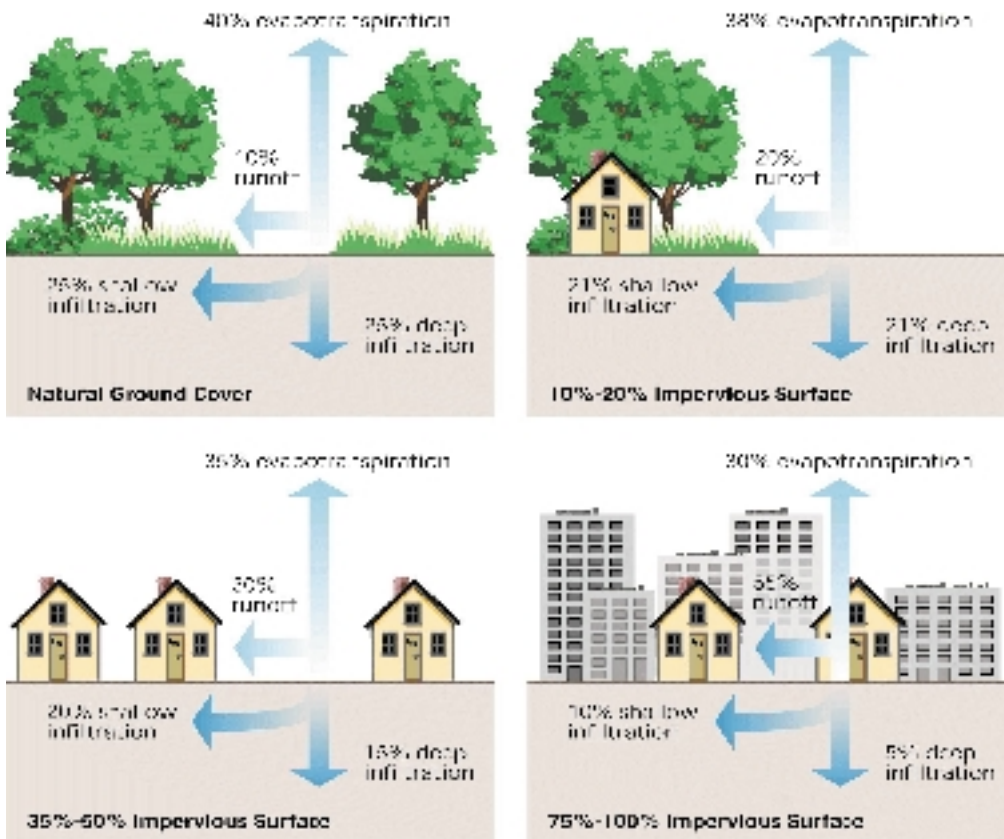 40% evapotranspiration
10%
runoff
25% shallow
infiltration
25% deep
infiltration
Natural Ground Cover
38% evapotranspiration
20%
runoff
21% shallow
infiltration
21% deep
infiltration
10%-20% Impervious Surface
35% evapotranspiration
30%
runoff
20% shallow
infiltration
15% deep
infiltration
35%-50% Impervious Surface
30% evapotranspiration
55%
runoff
10% shallow
infiltration
5% deep
infiltration
75%-100% Impervious Surface